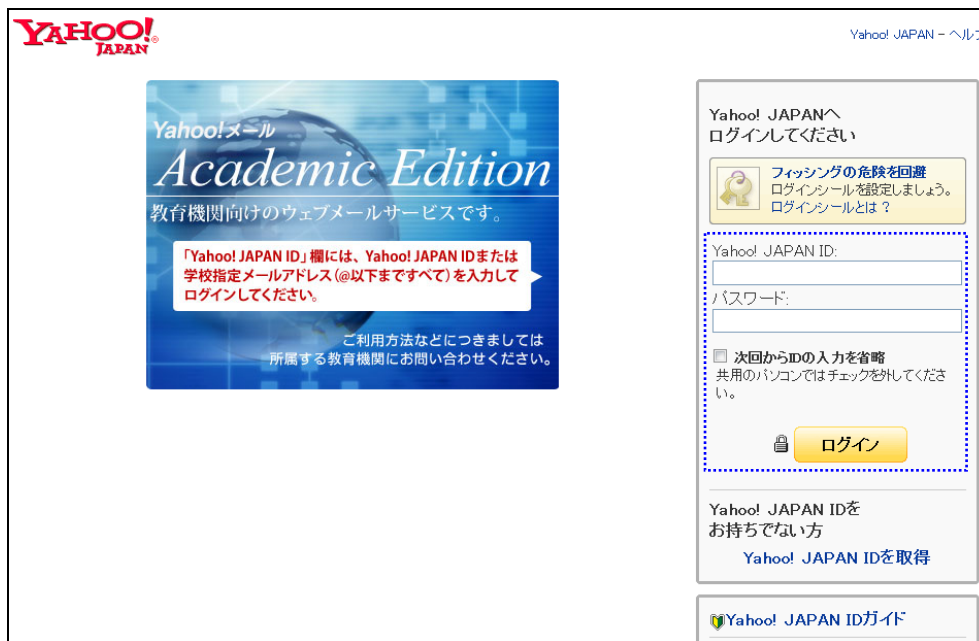 YAHOO!
JAPAN
Yahoo! JAPAN - ヘルプ
Yahoo!メール
Academic Edition
教育機関向けのウェブメールサービスです。
「Yahoo! JAPAN ID」欄には、Yahoo! JAPAN IDまたは
学校指定メールアドレス(@以下まですべて)を入力して
ログインしてください。
ご利用方法などにつきましては
所属する教育機関にお問い合わせください。
Yahoo! JAPANへ
ログインしてください
フィッシングの危険を回避
ログインシールを設定しましょう。
ログインシールとは?
Yahoo! JAPAN ID:
パスワード:
次回からIDの入力を省略
共用のパソコンではチェックを外してくださ
い。
ログイン
Yahoo! JAPAN IDを
お持ちでない方
Yahoo! JAPAN IDを取得
Yahoo! JAPAN IDガイド